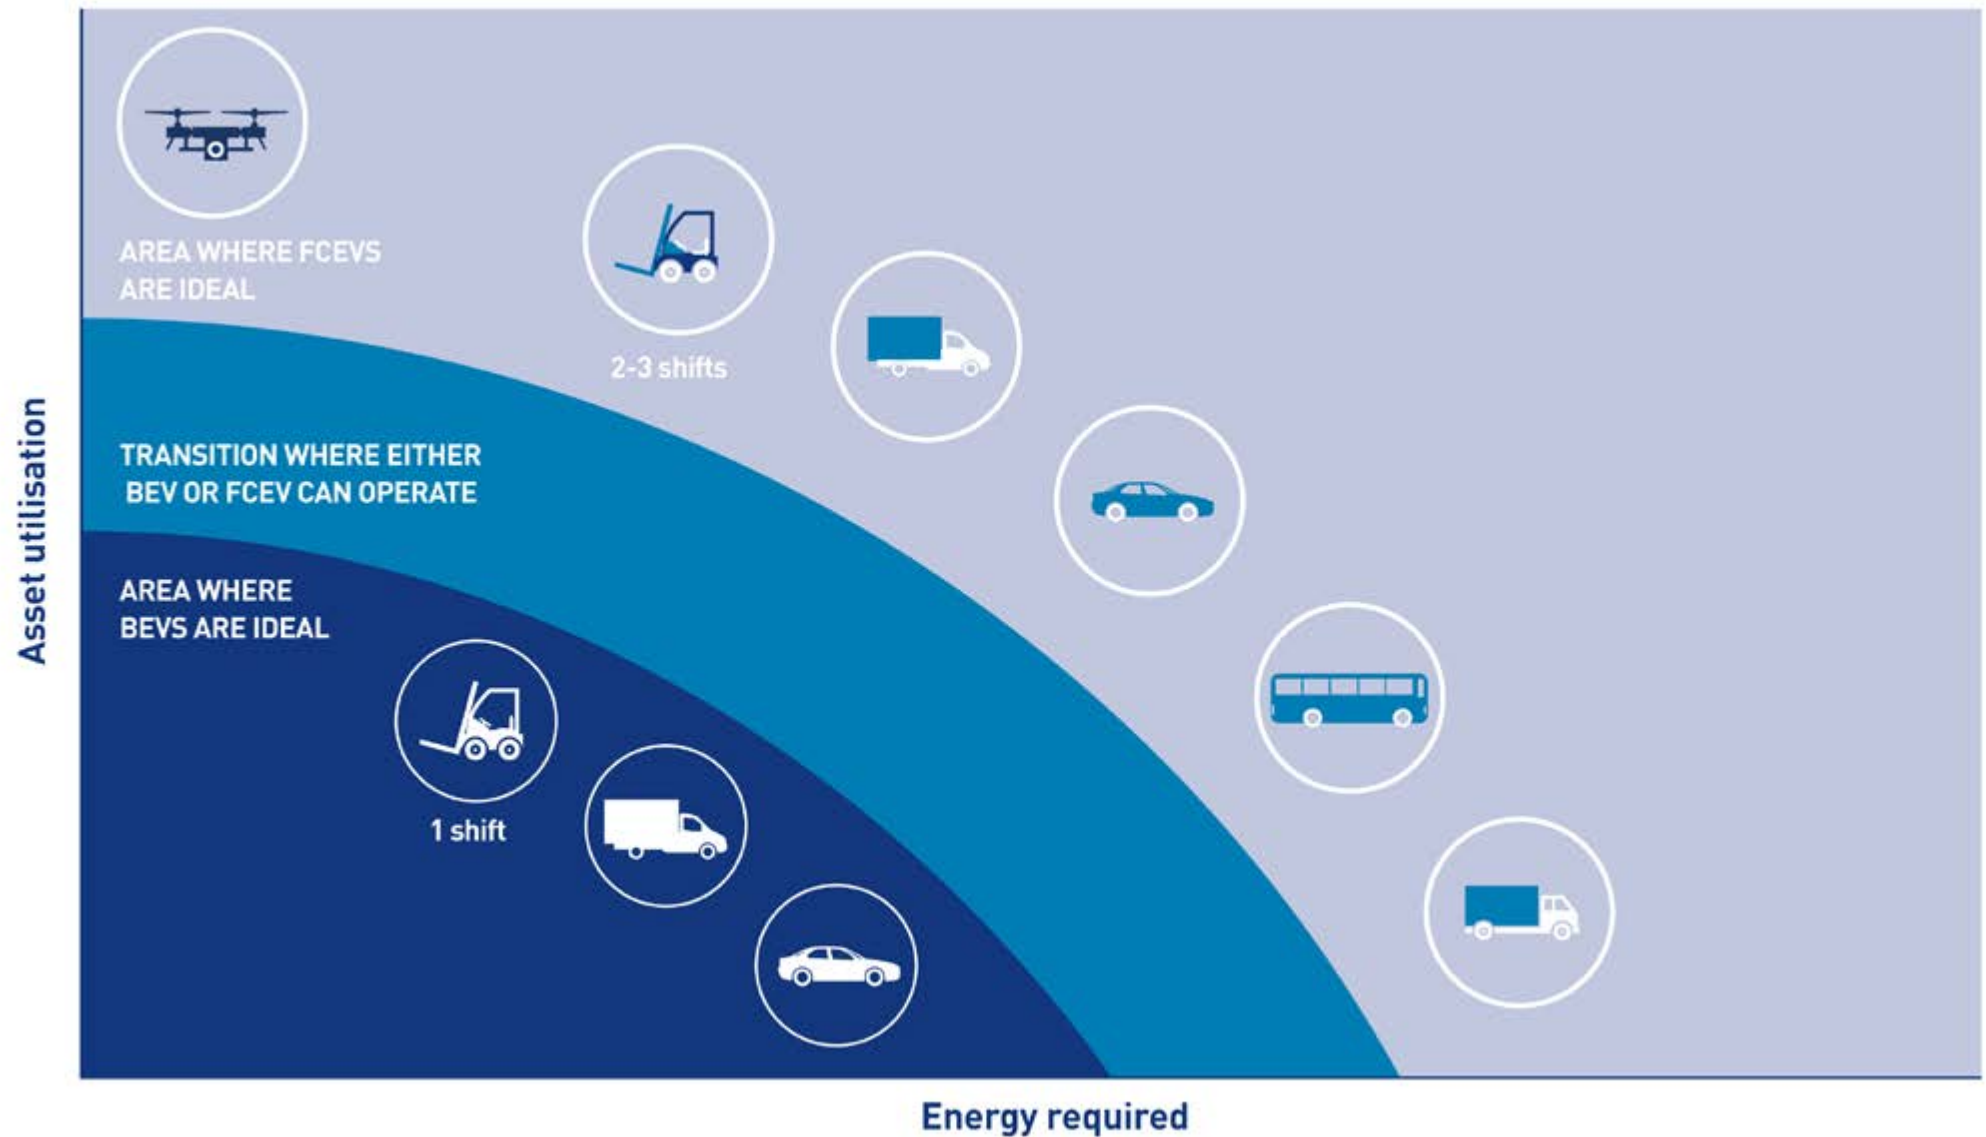 AREA WHERE FCEVS
ARE IDEAL
2-3 shifts
TRANSITION WHERE EITHER
BEV OR FCEV CAN OPERATE
AREA WHERE
BEVS ARE IDEAL
1 shift
Asset utilisation
Energy required